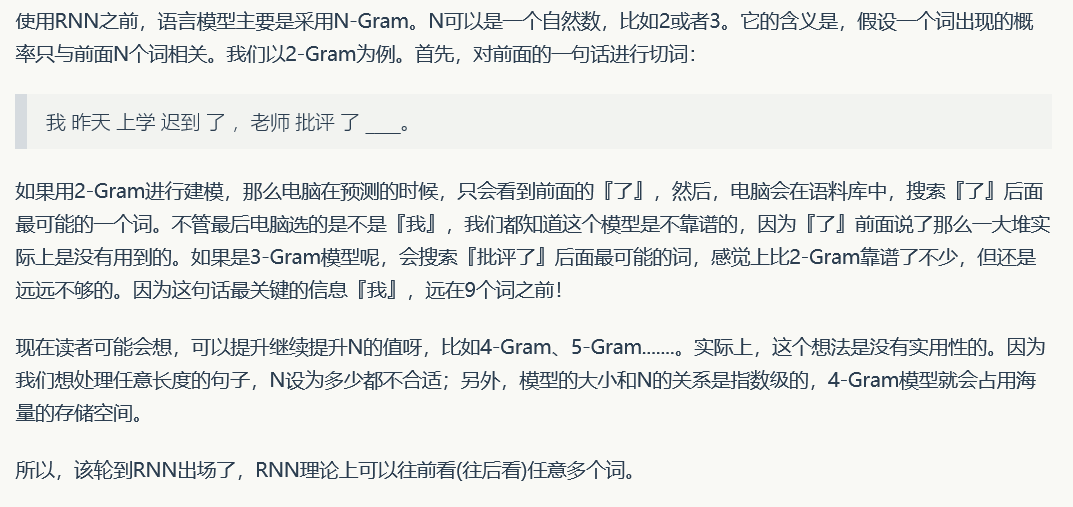 使用RNN之前，语言模型主要是采用N-Gram。N可以是一个自然数，比如2或者3。它的含义是，假设一个词出现的概
率只与前面N个词相关。我们以2-Gram为例。首先，对前面的一句话进行切词：
我 昨天 上学 迟到 了 ，老师 批评 了 ____。
如果用2-Gram进行建模，那么电脑在预测的时候，只会看到前面的『了』，然后，电脑会在语料库中，搜索『了』后面
最可能的一个词。不管最后电脑选的是不是『我』，我们都知道这个模型是不靠谱的，因为『了』前面说了那么一大堆实
际上是没有用到的。如果是3-Gram模型呢，会搜索『批评了』后面最可能的词，感觉上比2-Gram靠谱了不少，但还是
远远不够的。因为这句话最关键的信息『我』，远在9个词之前！
现在读者可能会想，可以提升继续提升N的值呀，比如4-Gram、5-Gram.......。实际上，这个想法是没有实用性的。因为
我们想处理任意长度的句子，N设为多少都不合适；另外，模型的大小和N的关系是指数级的，4-Gram模型就会占用海
量的存储空间。
所以，该轮到RNN出场了，RNN理论上可以往前看(往后看)任意多个词。